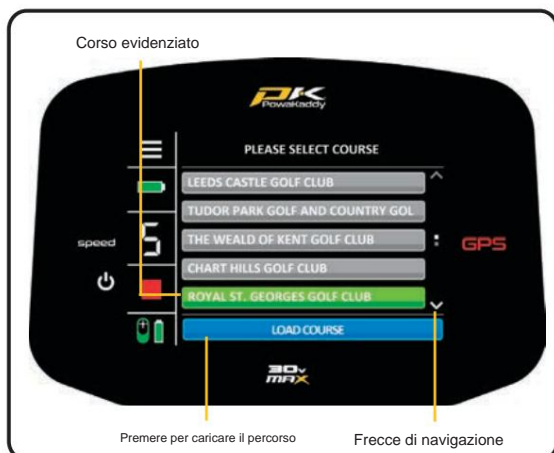 Corso evidenziato
PK
PowaKaddy
PLEASE SELECT COURSE
LEEDS CASTLE GOLF CLUB
TUDOR PARK GOLF AND COUNTRY GOL
THE WEALD OF KENT GOLF CLUB
speed
5
GPS
CHART HILLS GOLF CLUB
ROYAL ST. GEORGES GOLF CLUB
LOAD COURSE
30v
MAX
Premere per caricare il percorso
Frecce di navigazione